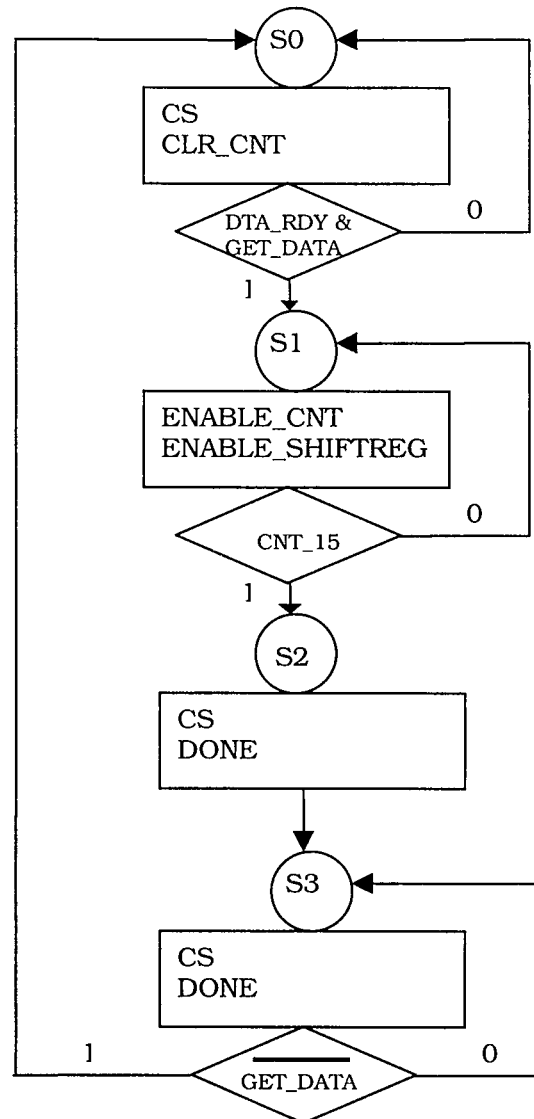 S0
CS
CLR_CNT
DTA_RDY &
GET_DATA
0
1
S1
ENABLE_CNT
ENABLE_SHIFTREG
CNT_15
0
1
S2
CS
DONE
S3
CS
DONE
1
GET_DATA
0